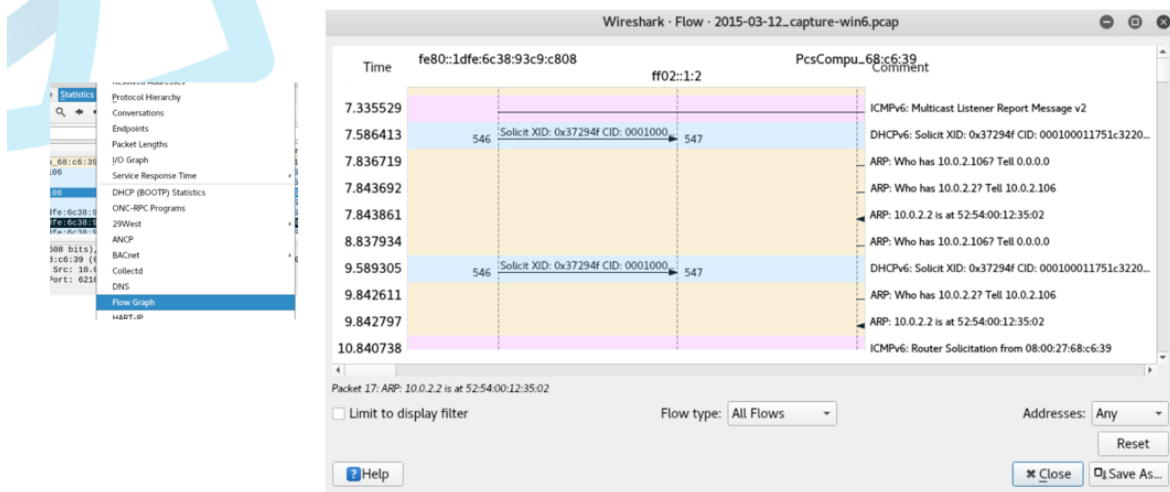 Statistics
Resolved Addresses
Protocol Hierarchy
Conversations
Endpoints
Packet Lengths
I/O Graph
Service Response Time
DHCP (BOOTP) Statistics
ONC-RPC Programs
29West
ANCP
BACnet
Collectd
DNS
Flow Graph
HART-IP
Wireshark · Flow · 2015-03-12_capture-win6.pcap
Time fe80::1dfe:6c38:93c9:c808 ff02::1:2 PcsCompu_68:c6:39 Comment
7.335529 ICMPv6: Multicast Listener Report Message v2
7.586413 546 Solicit XID: 0x37294f CID: 0001000... 547 DHCPv6: Solicit XID: 0x37294f CID: 000100011751c3220...
7.836719 ARP: Who has 10.0.2.106? Tell 0.0.0.0
7.843692 ARP: Who has 10.0.2.2? Tell 10.0.2.106
7.843861 ARP: 10.0.2.2 is at 52:54:00:12:35:02
8.837934 ARP: Who has 10.0.2.106? Tell 0.0.0.0
9.589305 546 Solicit XID: 0x37294f CID: 0001000... 547 DHCPv6: Solicit XID: 0x37294f CID: 000100011751c3220...
9.842611 ARP: Who has 10.0.2.2? Tell 10.0.2.106
9.842797 ARP: 10.0.2.2 is at 52:54:00:12:35:02
10.840738 ICMPv6: Router Solicitation from 08:00:27:68:c6:39
Packet 17: ARP: 10.0.2.2 is at 52:54:00:12:35:02
Limit to display filter Flow type: All Flows Addresses: Any
Reset
Help Close Save As...